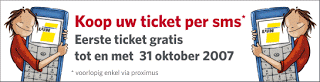 Koop uw ticket per sms*
Eerste ticket gratis
tot en met 31 oktober 2007
* voorlopig enkel via proximus